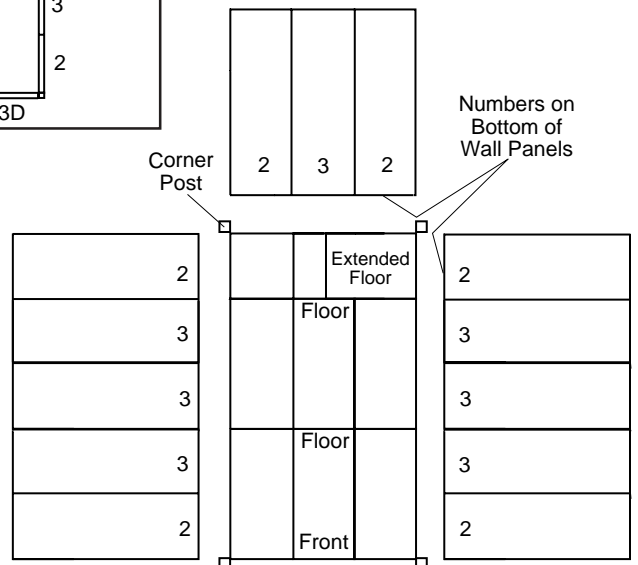 3
2
3D
Numbers on
Bottom of
Wall Panels
Corner
Post
2 3 2
Extended
Floor
2
2
Floor
3
3
3
3
Floor
3
3
2
Front
2